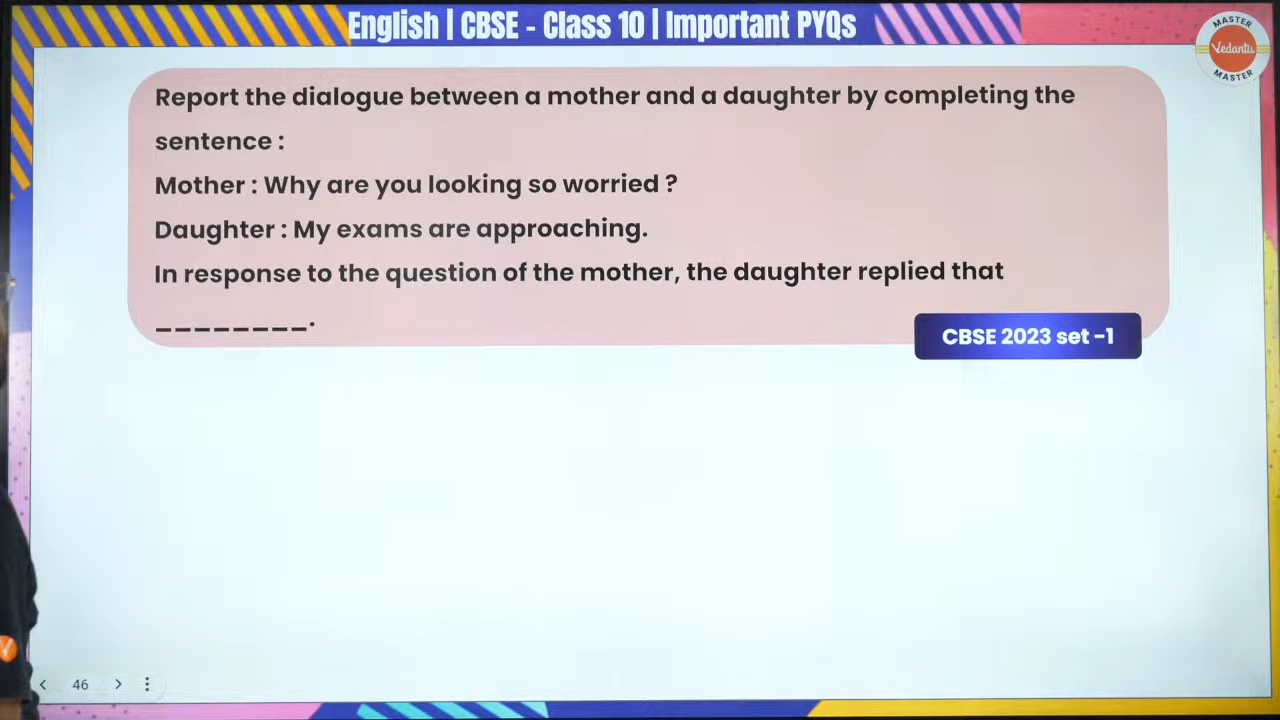 English | CBSE - Class 10 | Important PYQs
MASTER
Vedantu
MASTER
Report the dialogue between a mother and a daughter by completing the
sentence :
Mother : Why are you looking so worried ?
Daughter : My exams are approaching.
In response to the question of the mother, the daughter replied that
________.
CBSE 2023 set -1
46